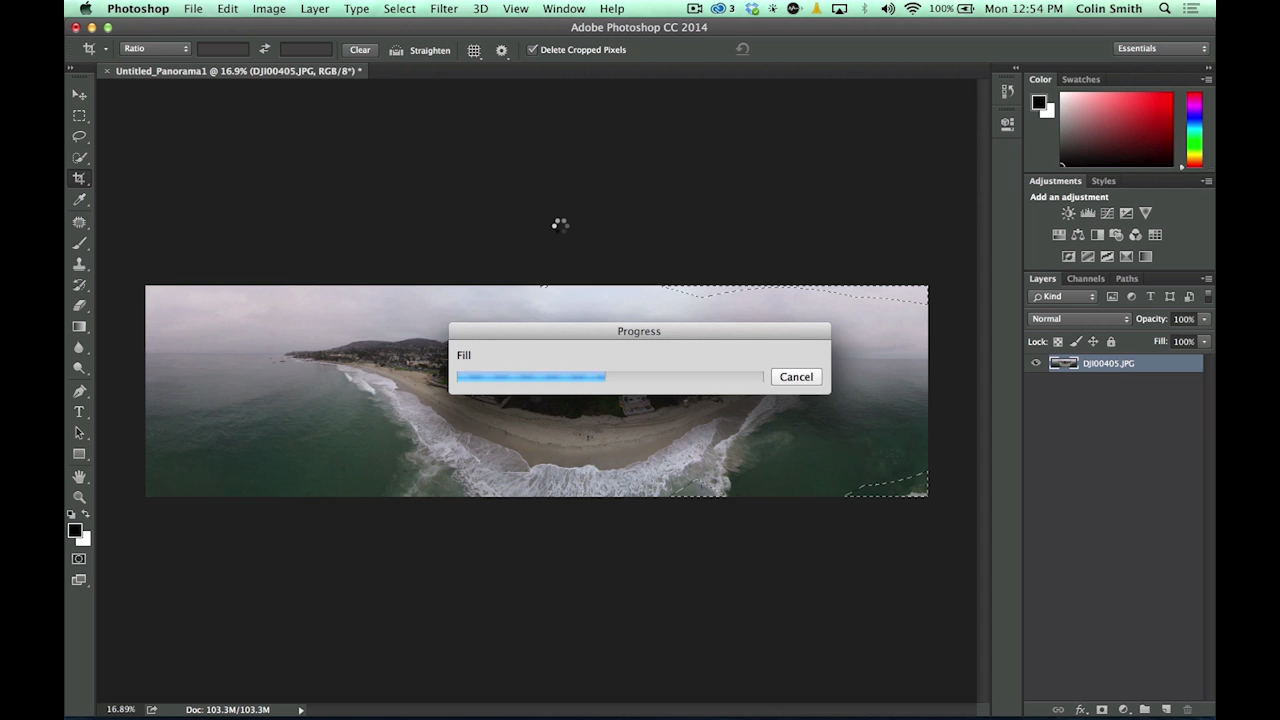 Photoshop File Edit Image Layer Type Select Filter 3D View Window Help 3 100% Mon 12:54 PM Colin Smith
Adobe Photoshop CC 2014
Ratio Clear Straighten Delete Cropped Pixels Essentials
× Untitled_Panorama1 @ 16.9% (DJI00405.JPG, RGB/8*) *
Color Swatches
Adjustments Styles
Add an adjustment
Layers Channels Paths
Kind
Normal Opacity: 100%
Lock: Fill: 100%
DJI00405.JPG
Progress
Fill
Cancel
16.89% Doc: 103.3M/103.3M